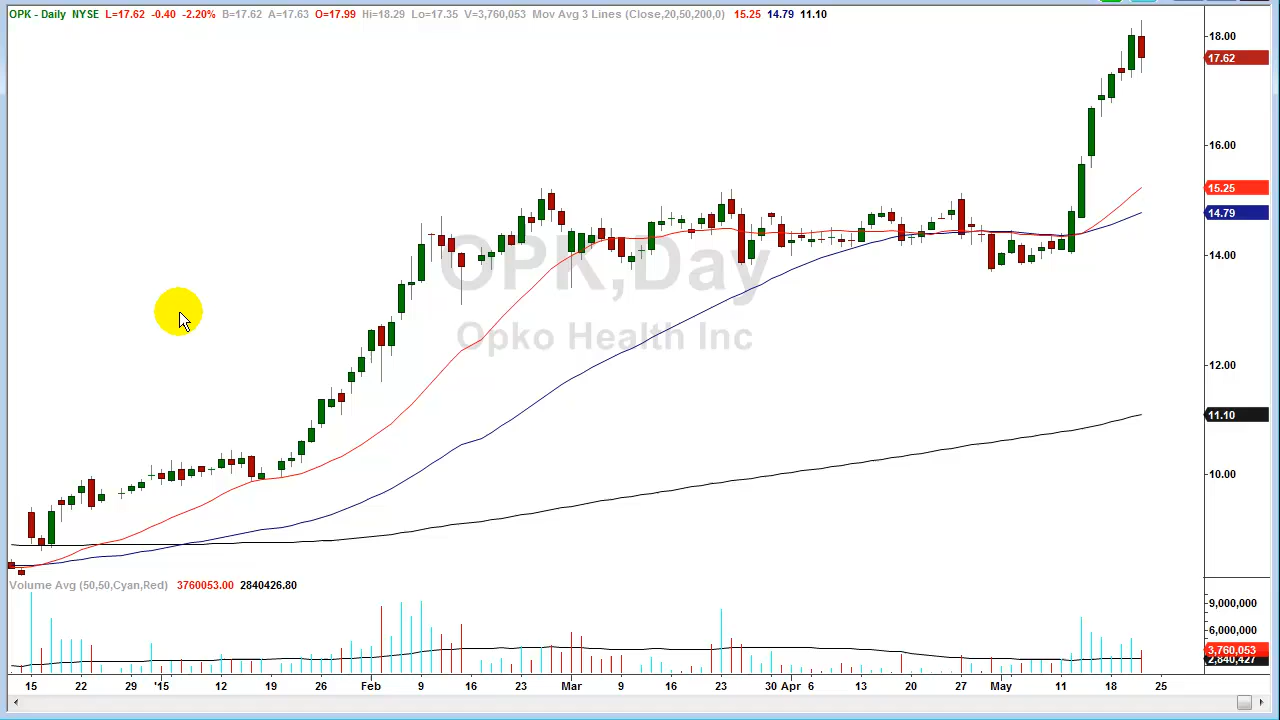 OPK - Daily NYSE L=17.62 -0.40 -2.20% B=17.62 A=17.63 O=17.99 Hi=18.29 Lo=17.35 V=3,760,053 Mov Avg 3 Lines (Close,20,50,200,0) 15.25 14.79 11.10
18.00
17.62
16.00
15.25
14.79
14.00
OPK,Day
Opko Health Inc
12.00
11.10
10.00
Volume Avg (50,50,Cyan,Red) 3760053.00 2840426.80
9,000,000
6,000,000
3,760,053
2,840,427
15 22 29 '15 12 19 26 Feb 9 16 23 Mar 9 16 23 30 Apr 6 13 20 27 May 11 18 25